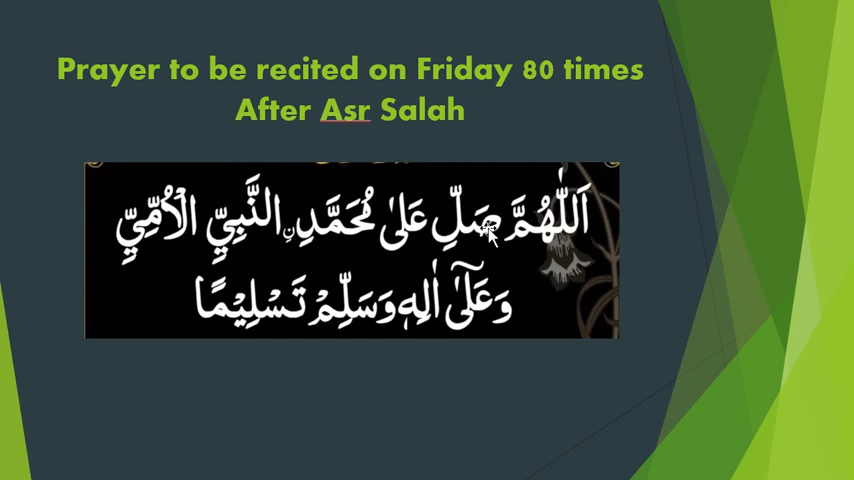 Prayer to be recited on Friday 80 times
After Asr Salah
اَللّٰهُمَّ صَلِّ عَلٰى مُحَمَّدِ نِ النَّبِيِّ الْاُمِّيِّ
وَعَلٰٓى اٰلِهٖ وَسَلِّمْ تَسْلِيْمًا